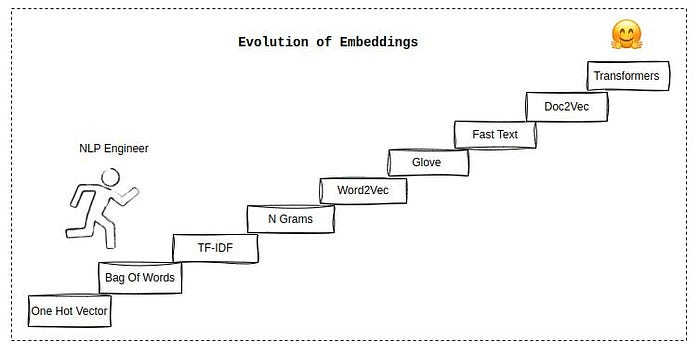 Evolution of Embeddings
Transformers
Doc2Vec
Fast Text
NLP Engineer
Glove
Word2Vec
N Grams
TF-IDF
Bag Of Words
One Hot Vector